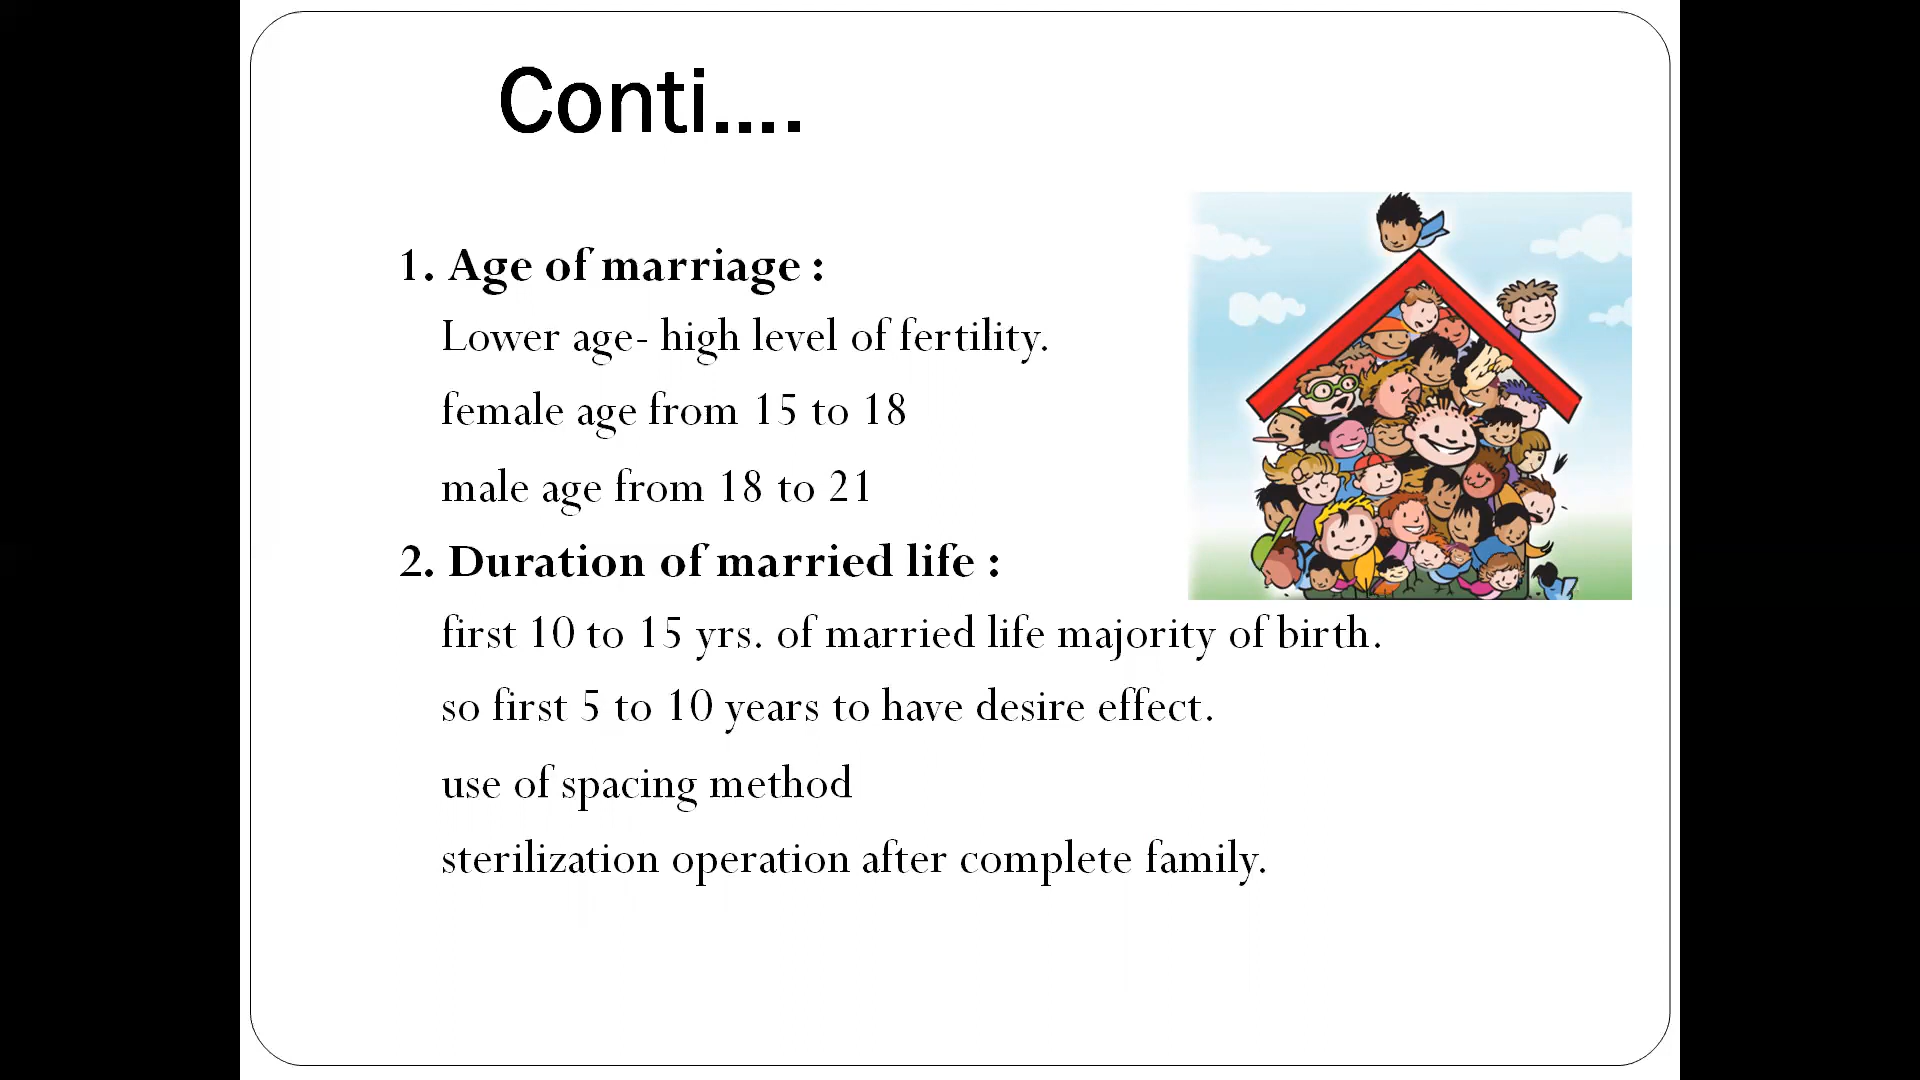 Conti....
1. Age of marriage :
Lower age- high level of fertility.
female age from 15 to 18
male age from 18 to 21
2. Duration of married life :
first 10 to 15 yrs. of married life majority of birth.
so first 5 to 10 years to have desire effect.
use of spacing method
sterilization operation after complete family.